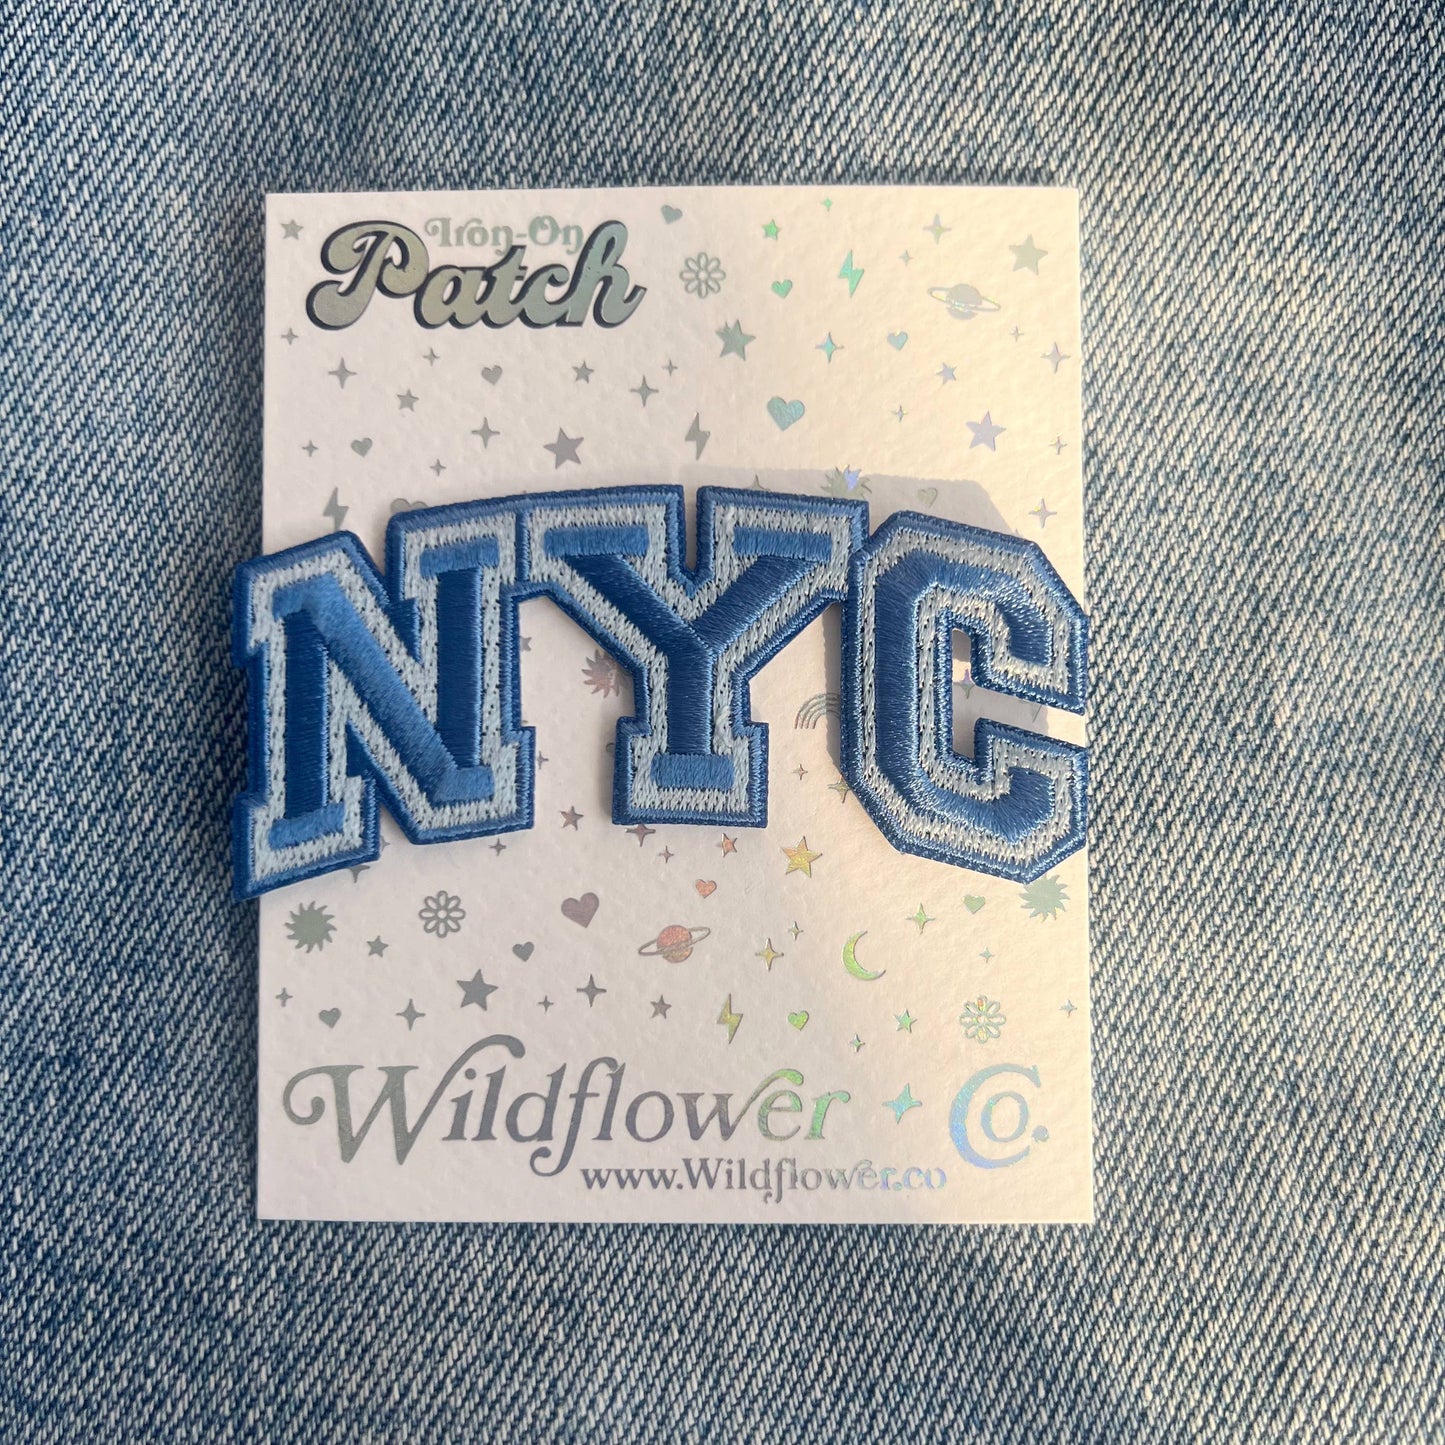 Iron-On
Patch
NYC
Wildflower Co.
www.Wildflower.co